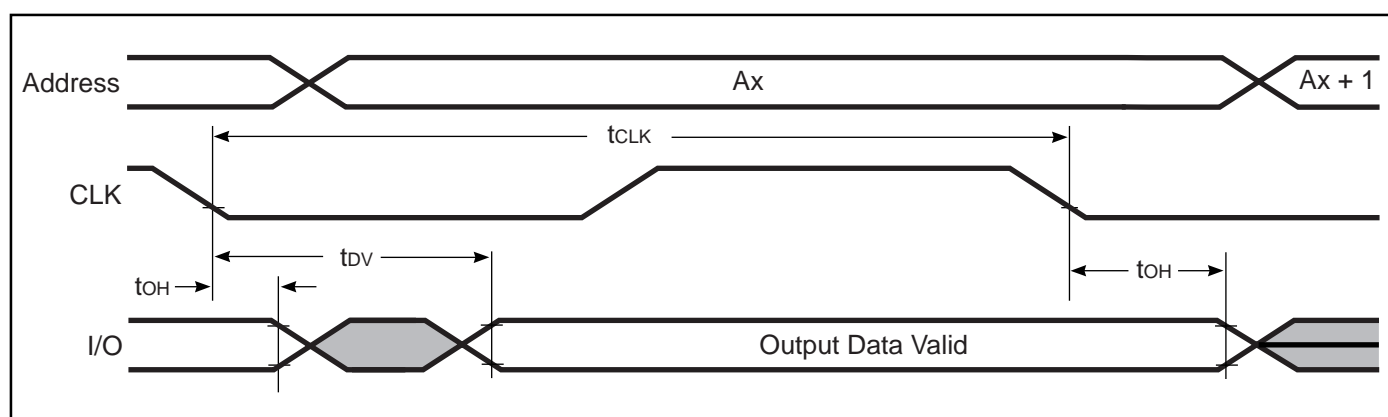 Address
Ax
Ax + 1
tCLK
CLK
tDV
tOH
tOH
I/O
Output Data Valid